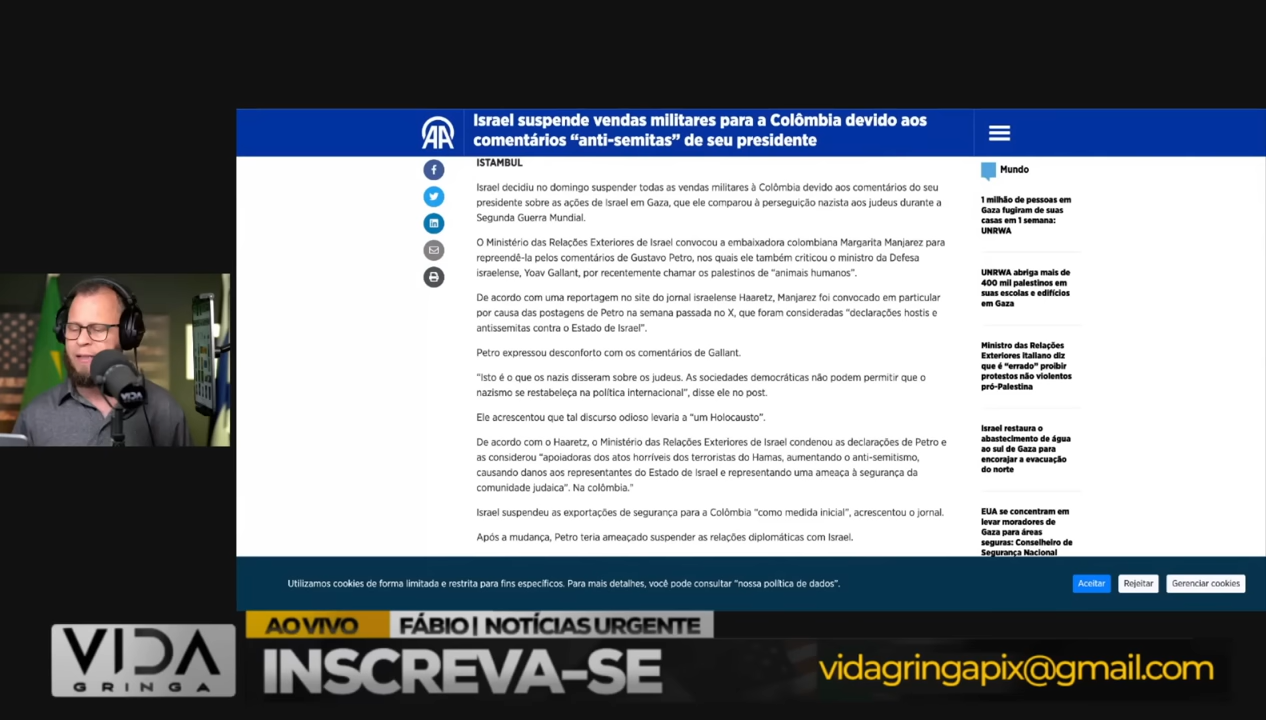 AA
Israel suspende vendas militares para a Colômbia devido aos
comentários “anti-semitas” de seu presidente
ISTAMBUL
Israel decidiu no domingo suspender todas as vendas militares à Colômbia devido aos comentários do seu
presidente sobre as ações de Israel em Gaza, que ele comparou à perseguição nazista aos judeus durante a
Segunda Guerra Mundial.
O Ministério das Relações Exteriores de Israel convocou a embaixadora colombiana Margarita Manjarez para
repreendê-la pelos comentários de Gustavo Petro, nos quais ele também criticou o ministro da Defesa
israelense, Yoav Gallant, por recentemente chamar os palestinos de “animais humanos”.
De acordo com uma reportagem no site do jornal israelense Haaretz, Manjarez foi convocado em particular
por causa das postagens de Petro na semana passada no X, que foram consideradas “declarações hostis e
antissemitas contra o Estado de Israel”.
Petro expressou desconforto com os comentários de Gallant.
“Isto é o que os nazis disseram sobre os judeus. As sociedades democráticas não podem permitir que o
nazismo se restabeleça na política internacional”, disse ele no post.
Ele acrescentou que tal discurso odioso levaria a “um Holocausto”.
De acordo com o Haaretz, o Ministério das Relações Exteriores de Israel condenou as declarações de Petro e
as considerou “apoiadoras dos atos horríveis dos terroristas do Hamas, aumentando o anti-semitismo,
causando danos aos representantes do Estado de Israel e representando uma ameaça à segurança da
comunidade judaica”. Na colômbia.”
Israel suspendeu as exportações de segurança para a Colômbia “como medida inicial”, acrescentou o jornal.
Após a mudança, Petro teria ameaçado suspender as relações diplomáticas com Israel.
Mundo
1 milhão de pessoas em
Gaza fugiram de suas
casas em 1 semana:
UNRWA
UNRWA abriga mais de
400 mil palestinos em
suas escolas e edifícios
em Gaza
Ministro das Relações
Exteriores Italiano diz
que é “errado” proibir
protestos não violentos
pró-Palestina
Israel restaura o
abastecimento de água
ao sul de Gaza para
encorajar a evacuação
do norte
EUA se concentram em
levar moradores de
Gaza para áreas
seguras: Conselheiro de
Segurança Nacional
Utilizamos cookies de forma limitada e restrita para fins específicos. Para mais detalhes, você pode consultar “nossa política de dados”.
Aceitar
Rejeitar
Gerenciar cookies
VIDA
GRINGA
AO VIVO
FÁBIO | NOTÍCIAS URGENTE
INSCREVA-SE
vidagringapix@gmail.com
VIDA